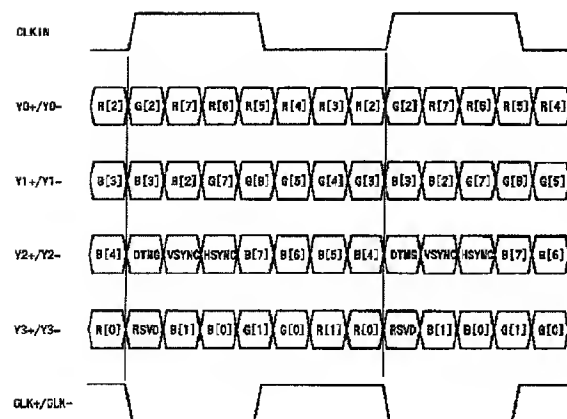 CLKIN
Y0+/Y0- R[2] G[2] R[7] R[6] R[5] R[4] R[3] R[2] G[2] R[7] R[6] R[5] R[4]
Y1+/Y1- G[3] B[3] B[2] G[7] G[6] G[5] G[4] G[3] B[3] B[2] G[7] G[6] G[5]
Y2+/Y2- B[4] DTMG VSYNC HSYNC B[7] B[6] B[5] B[4] DTMG VSYNC HSYNC B[7] B[6]
Y3+/Y3- R[0] RSVD B[1] B[0] G[1] G[0] R[1] R[0] RSVD B[1] B[0] G[1] G[0]
CLK+/CLK-